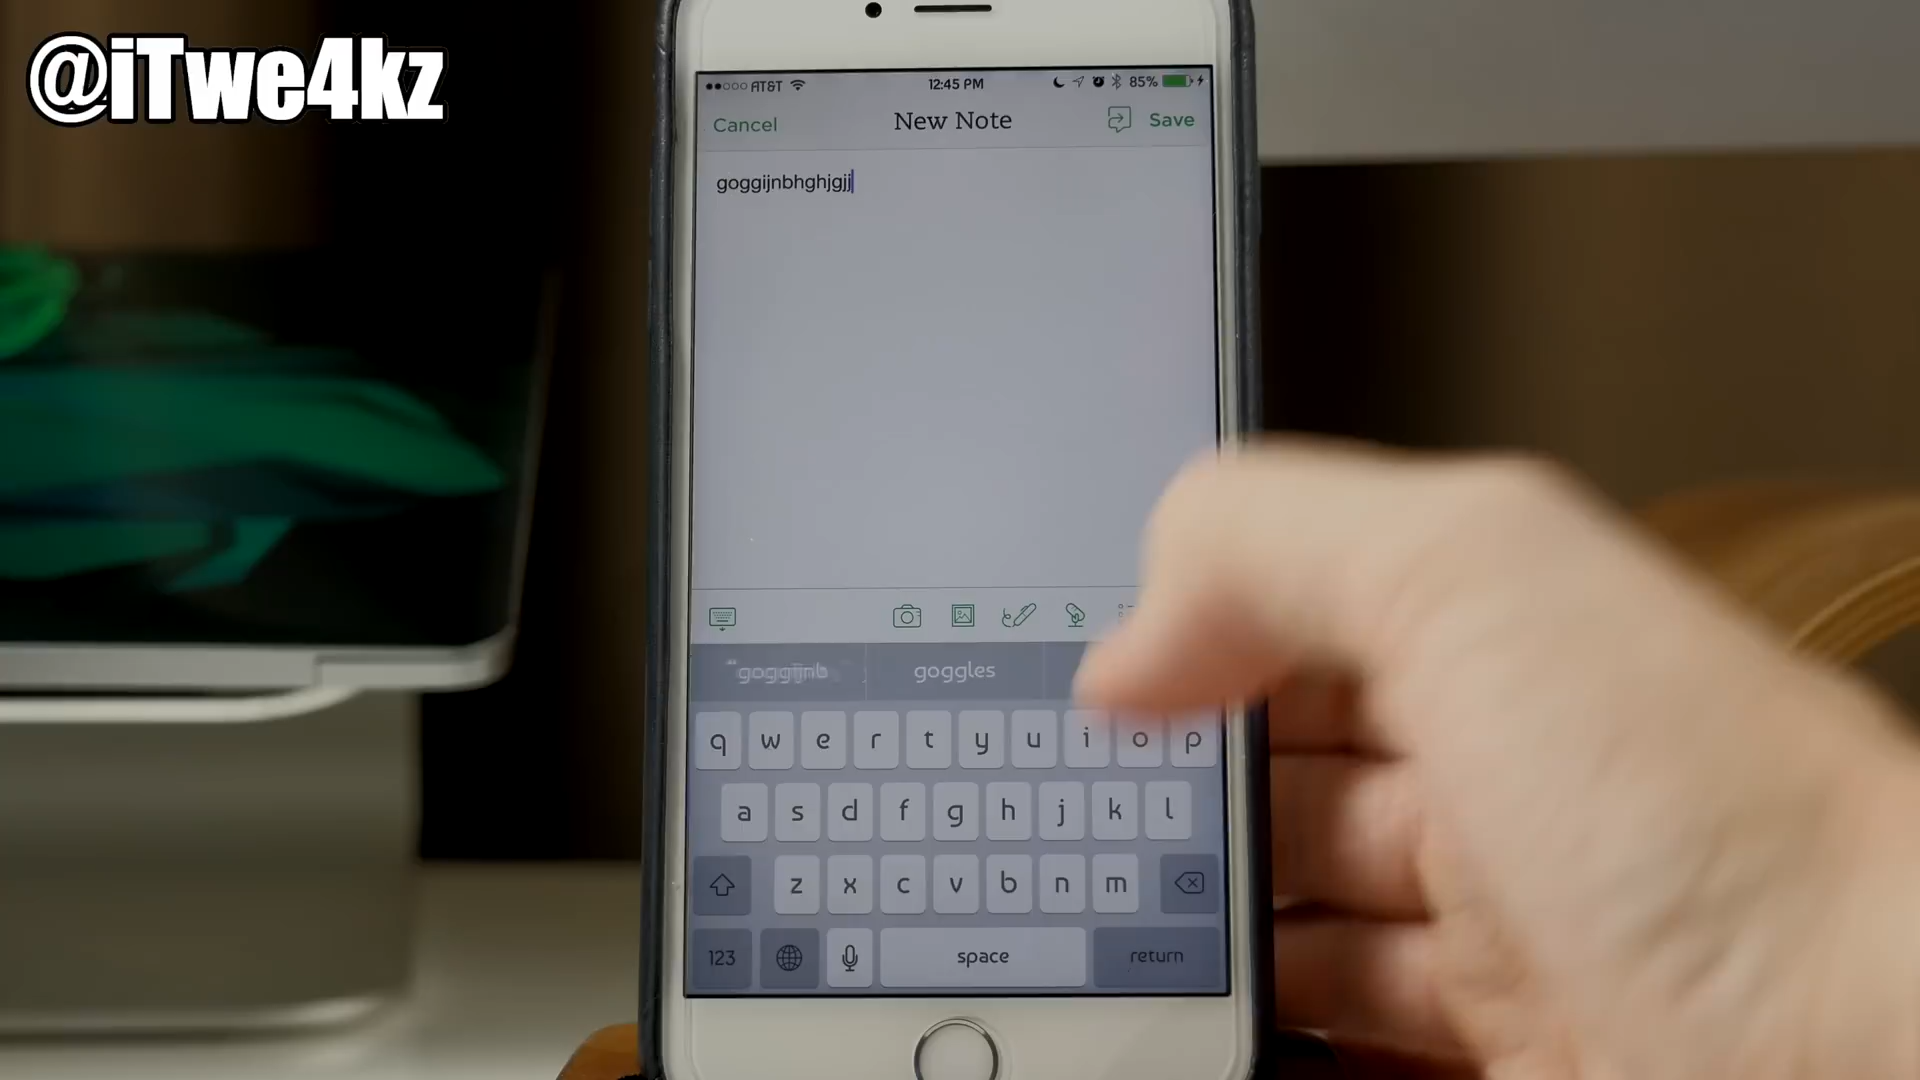 @iTwe4kz
AT&T 12:45 PM 85%
Cancel New Note Save
goggijnbhghjgjj
goggles
q w e r t y u i o p
a s d f g h j k l
z x c v b n m
123 space return